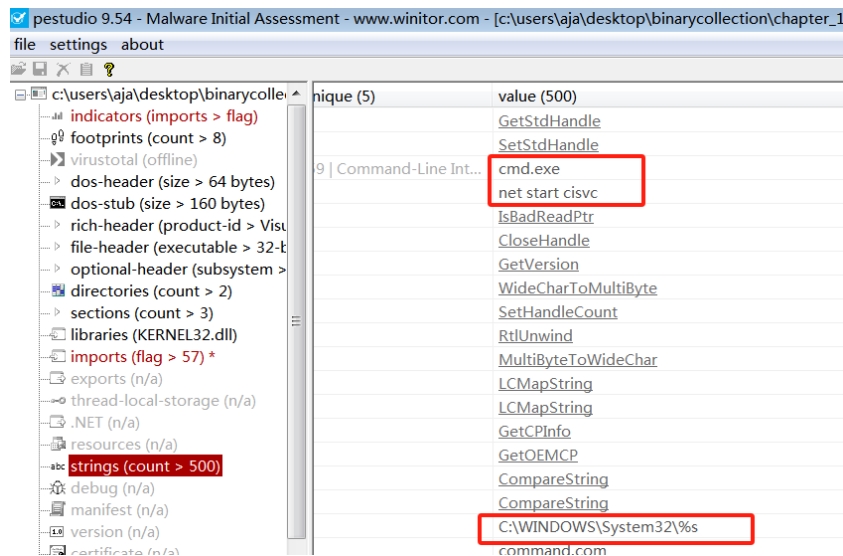 pestudio 9.54 - Malware Initial Assessment - www.winitor.com - [c:\users\aja\desktop\binarycollection\chapter_1
file settings about
c:\users\aja\desktop\binarycolle
indicators (imports > flag)
footprints (count > 8)
virustotal (offline)
dos-header (size > 64 bytes)
dos-stub (size > 160 bytes)
rich-header (product-id > Visu
file-header (executable > 32-b
optional-header (subsystem >
directories (count > 2)
sections (count > 3)
libraries (KERNEL32.dll)
imports (flag > 57) *
exports (n/a)
thread-local-storage (n/a)
.NET (n/a)
resources (n/a)
abc strings (count > 500)
debug (n/a)
manifest (n/a)
1.0 version (n/a)
certificate (n/a)
nique (5) value (500)
GetStdHandle
SetStdHandle
9 | Command-Line Int... cmd.exe
net start cisvc
IsBadReadPtr
CloseHandle
GetVersion
WideCharToMultiByte
SetHandleCount
RtlUnwind
MultiByteToWideChar
LCMapString
LCMapString
GetCPInfo
GetOEMCP
CompareString
CompareString
C:\WINDOWS\System32\%s
command.com